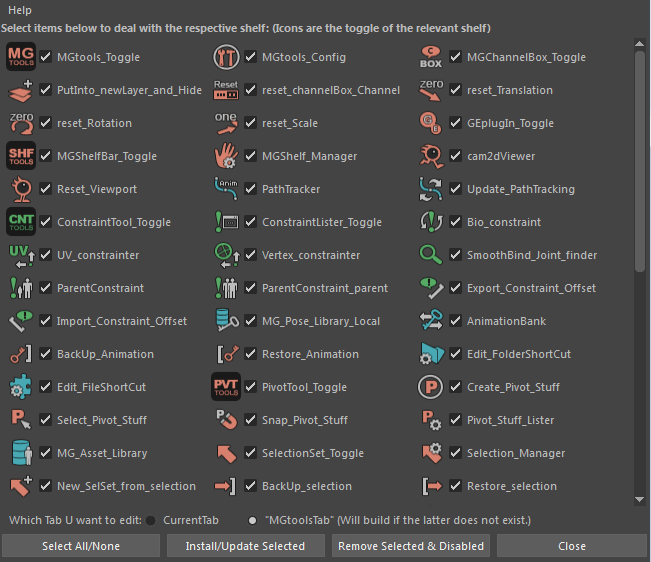 Help
Select items below to deal with the respective shelf: (Icons are the toggle of the relevant shelf)
MG TOOLS MGtools_Toggle MGtools_Config C BOX MGChannelBox_Toggle
PutInto_newLayer_and_Hide Reset reset_channelBox_Channel zero reset_Translation
zero reset_Rotation one reset_Scale G E GEplugIn_Toggle
SHF TOOLS MGShelfBar_Toggle MGShelf_Manager cam2dViewer
Reset_Viewport Anim PathTracker Update_PathTracking
CNT TOOLS ConstraintTool_Toggle ConstraintLister_Toggle Bio_constraint
UV UV_constrainter Vertex_constrainter SmoothBind_Joint_finder
ParentConstraint ParentConstraint_parent Export_Constraint_Offset
Import_Constraint_Offset MG_Pose_Library_Local AnimationBank
BackUp_Animation Restore_Animation Edit_FolderShortCut
Edit_FileShortCut PVT TOOLS PivotTool_Toggle P Create_Pivot_Stuff
P Select_Pivot_Stuff P Snap_Pivot_Stuff P Pivot_Stuff_Lister
MG_Asset_Library SelectionSet_Toggle Selection_Manager
New_SelSet_from_selection BackUp_selection Restore_selection
Which Tab U want to edit: CurrentTab "MGtoolsTab" (Will build if the latter does not exist.)
Select All/None Install/Update Selected Remove Selected & Disabled Close